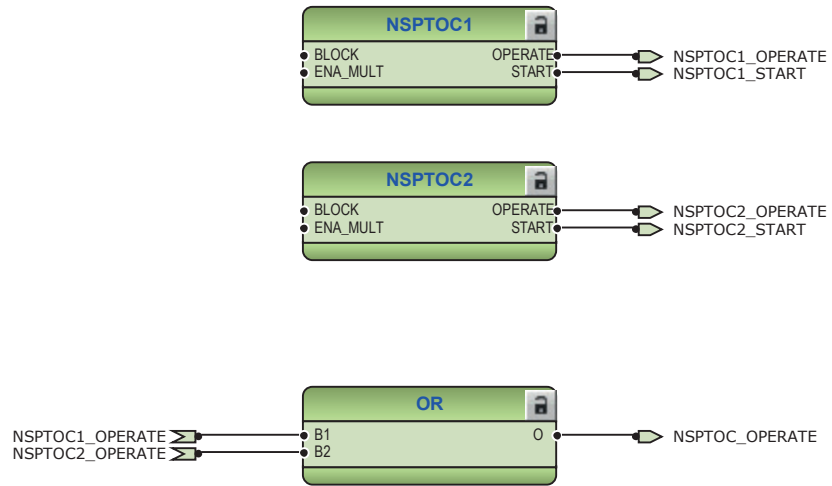 NSPTOC1
BLOCK OPERATE NSPTOC1_OPERATE
ENA_MULT START NSPTOC1_START
NSPTOC2
BLOCK OPERATE NSPTOC2_OPERATE
ENA_MULT START NSPTOC2_START
OR
NSPTOC1_OPERATE B1 O NSPTOC_OPERATE
NSPTOC2_OPERATE B2